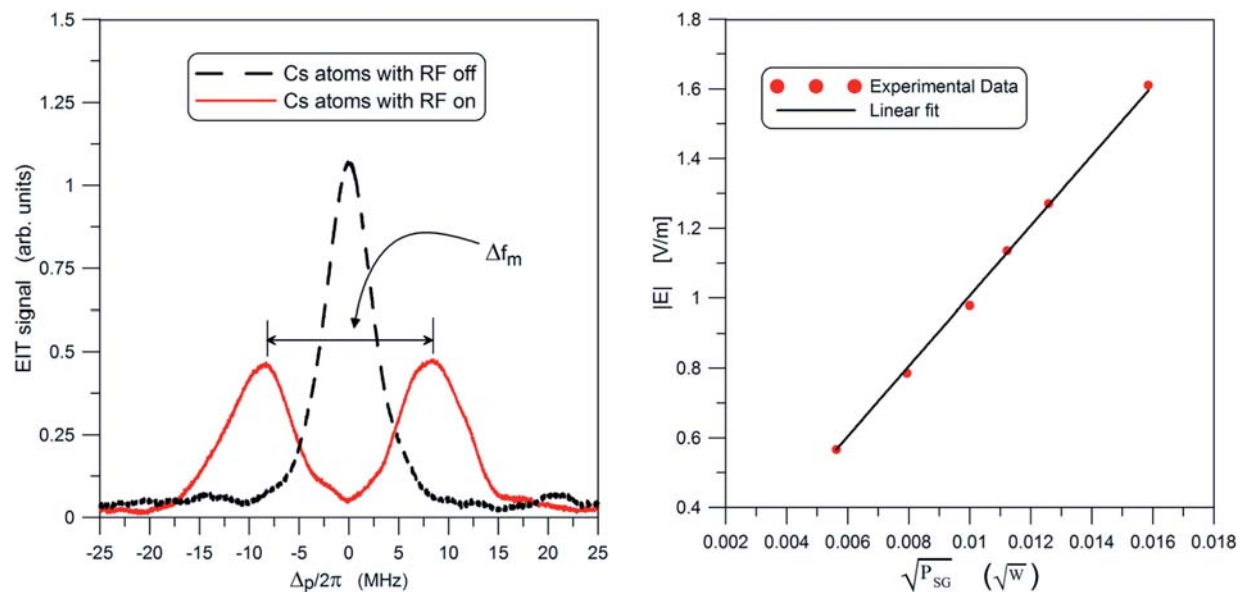 1.5
1.25
1
0.75
0.5
0.25
0
EIT signal (arb. units)
Cs atoms with RF off
Cs atoms with RF on
Δfm
-25 -20 -15 -10 -5 0 5 10 15 20 25
Δp/2π (MHz)
1.8
1.6
1.4
1.2
1
0.8
0.6
0.4
|E| [V/m]
Experimental Data
Linear fit
0.002 0.004 0.006 0.008 0.01 0.012 0.014 0.016 0.018
√PSG (√W)